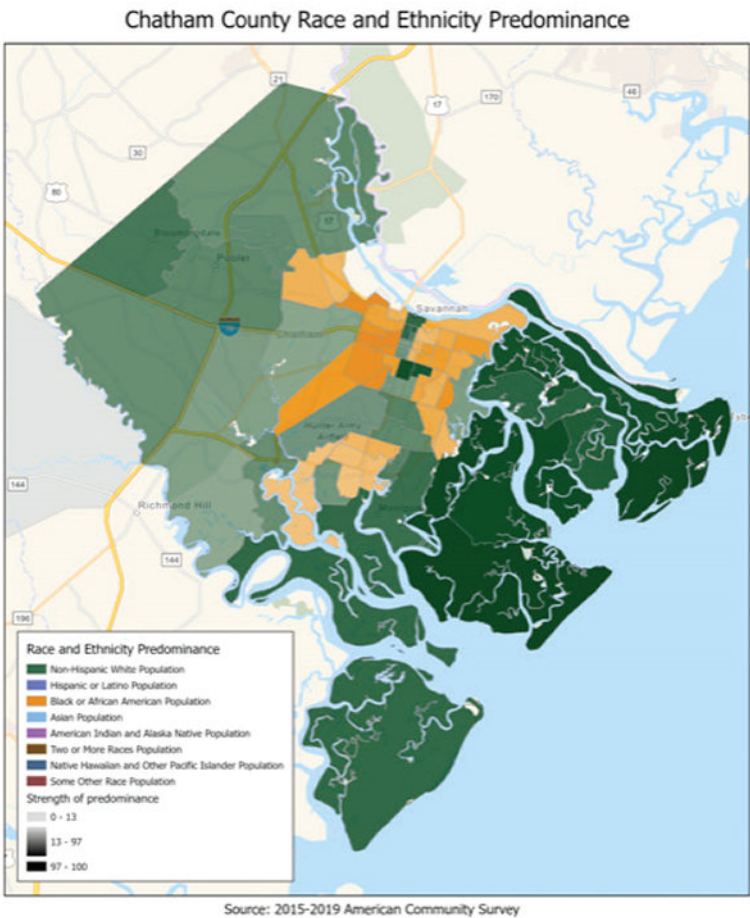 Chatham County Race and Ethnicity Predominance
21
17
170
46
30
80
17
Bloomingdale
Pooler
Savannah
Chatham
Hunter Army
Airfield
144
Richmond Hill
144
196
Race and Ethnicity Predominance
Non-Hispanic White Population
Hispanic or Latino Population
Black or African American Population
Asian Population
American Indian and Alaska Native Population
Two or More Races Population
Native Hawaiian and Other Pacific Islander Population
Some Other Race Population
Strength of predominance
0 - 13
13 - 97
97 - 100
Source: 2015-2019 American Community Survey